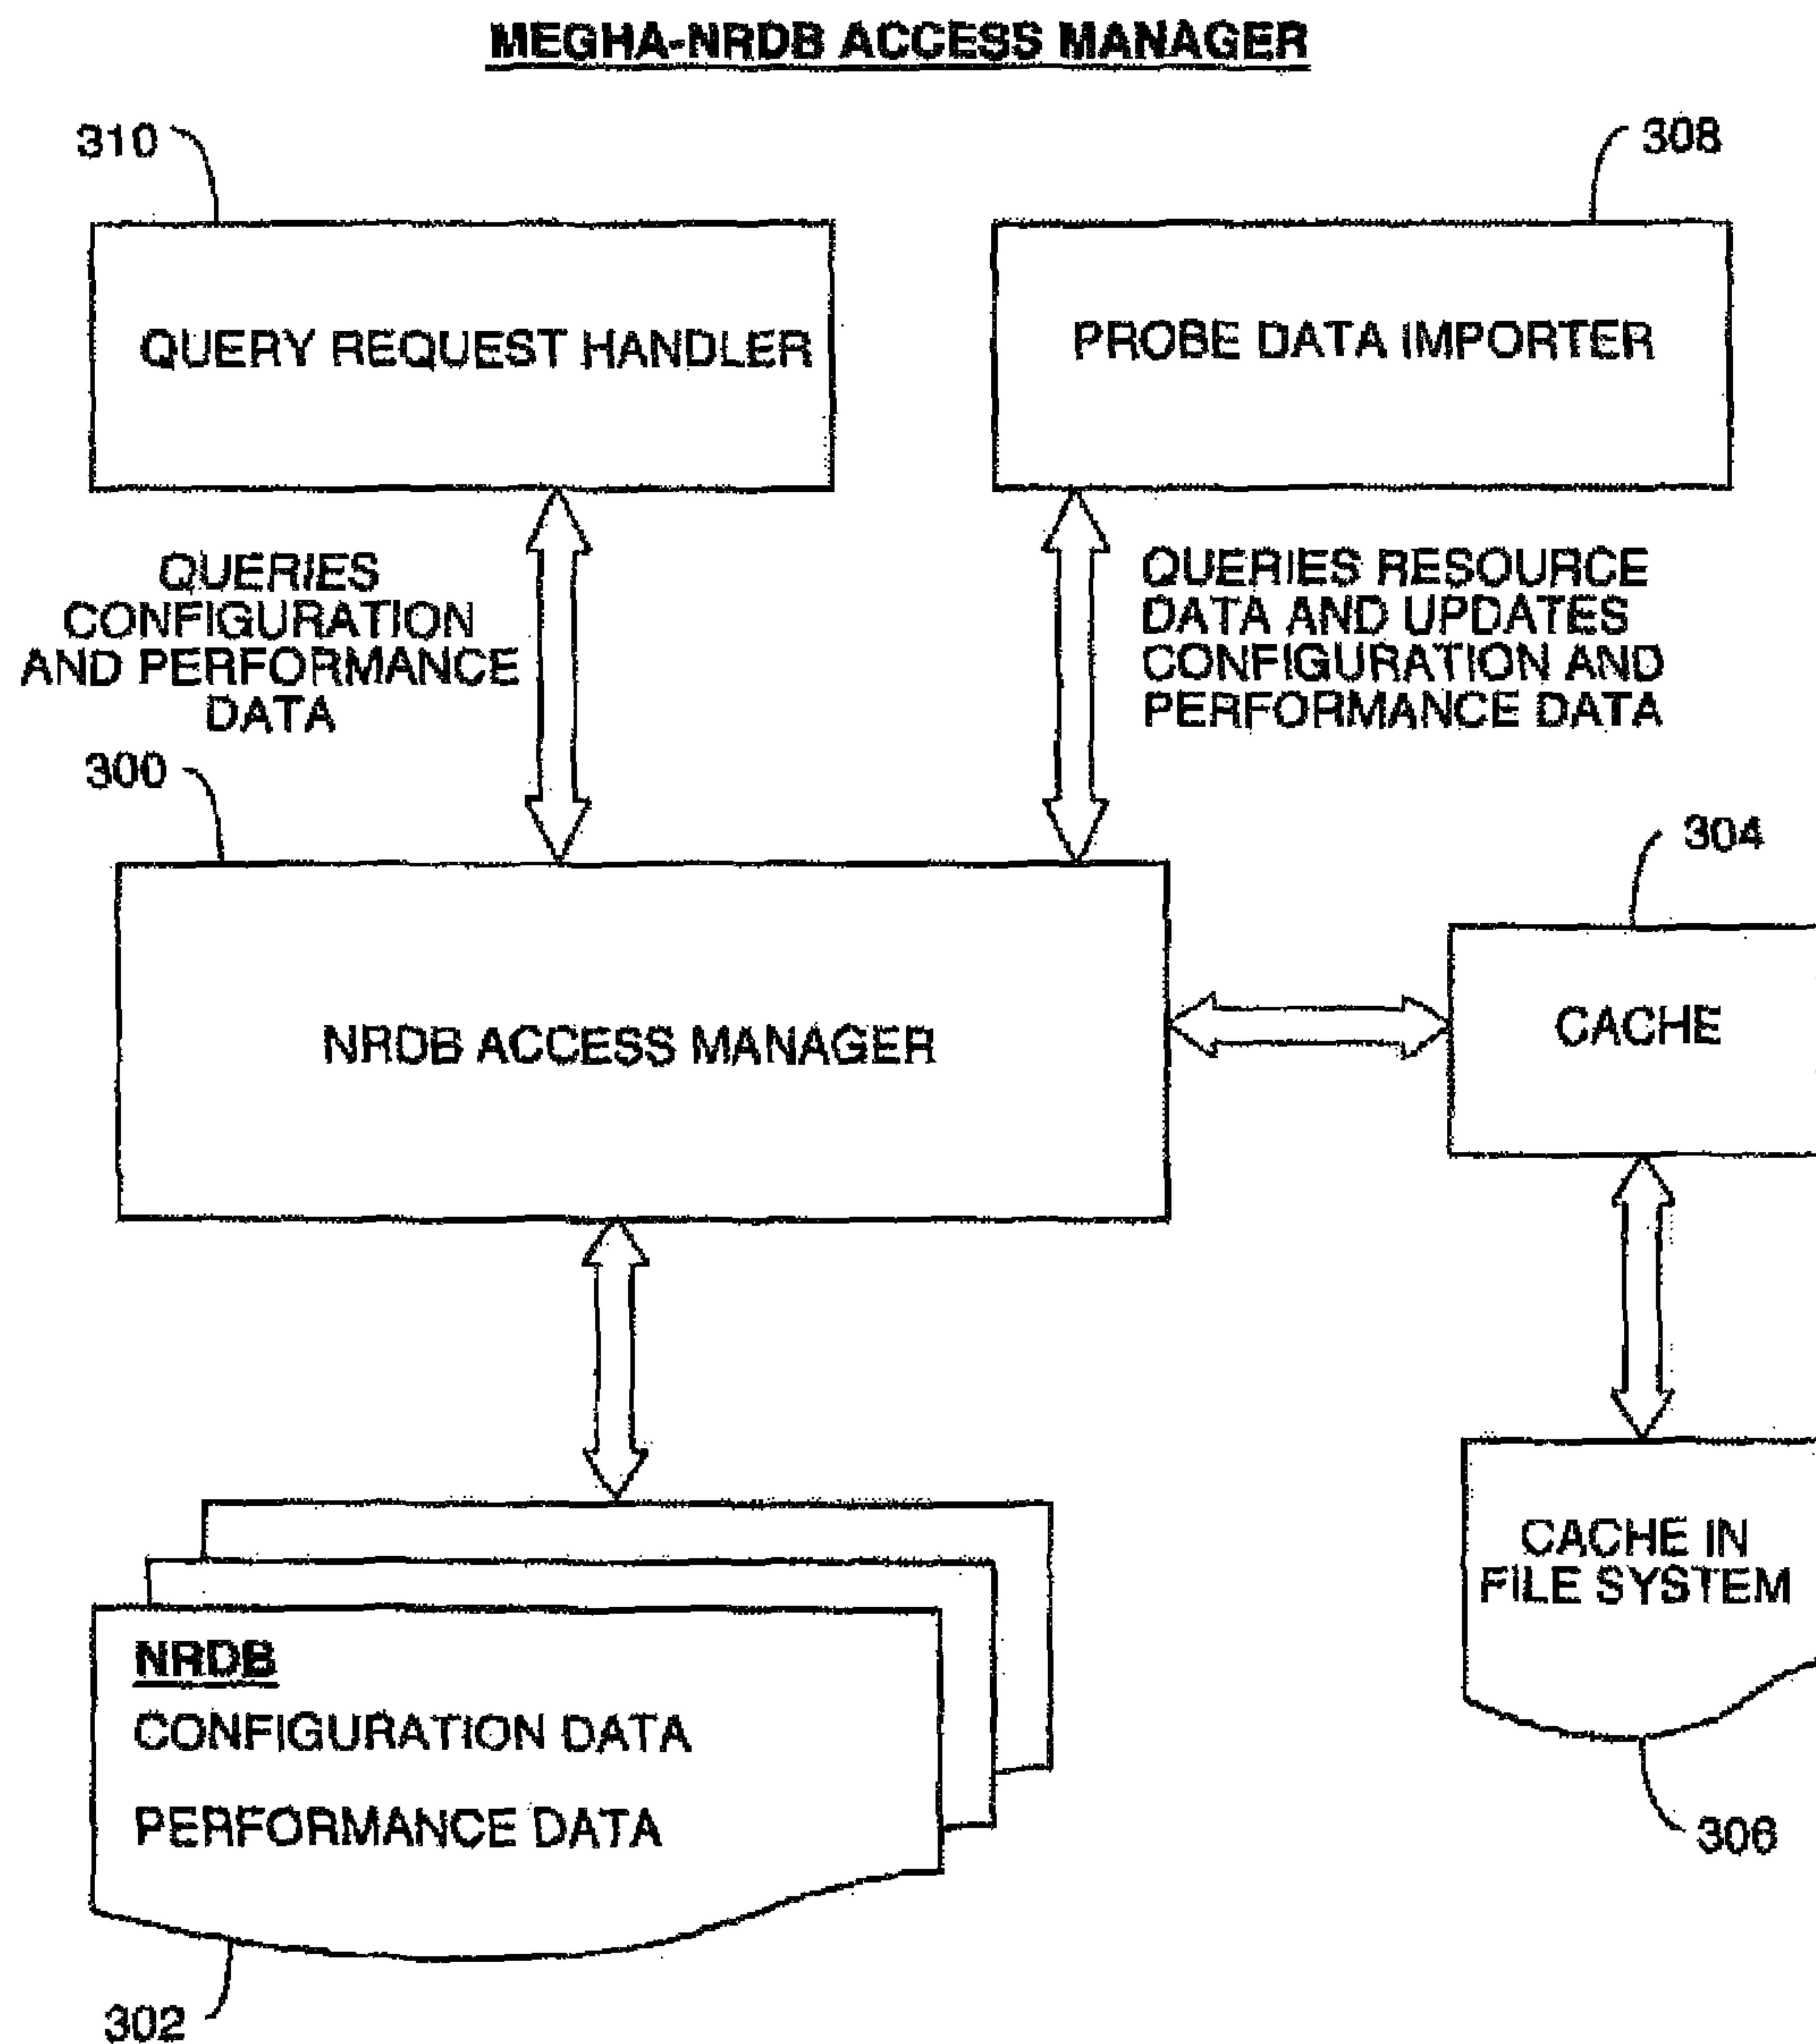 MEGHA-NRDB ACCESS MANAGER
310
308
QUERY REQUEST HANDLER
PROBE DATA IMPORTER
QUERIES
CONFIGURATION
AND PERFORMANCE
DATA
QUERIES RESOURCE
DATA AND UPDATES
CONFIGURATION AND
PERFORMANCE DATA
300
304
NRDB ACCESS MANAGER
CACHE
CACHE IN
FILE SYSTEM
NRDB
CONFIGURATION DATA
PERFORMANCE DATA
306
302